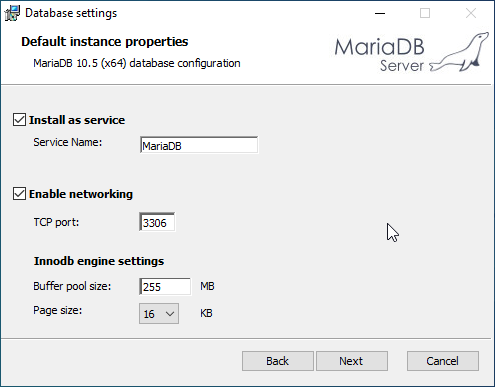 Database settings
Default instance properties
MariaDB 10.5 (x64) database configuration
MariaDB
Server
Install as service
Service Name: MariaDB
Enable networking
TCP port: 3306
Innodb engine settings
Buffer pool size: 255 MB
Page size: 16 KB
Back Next Cancel